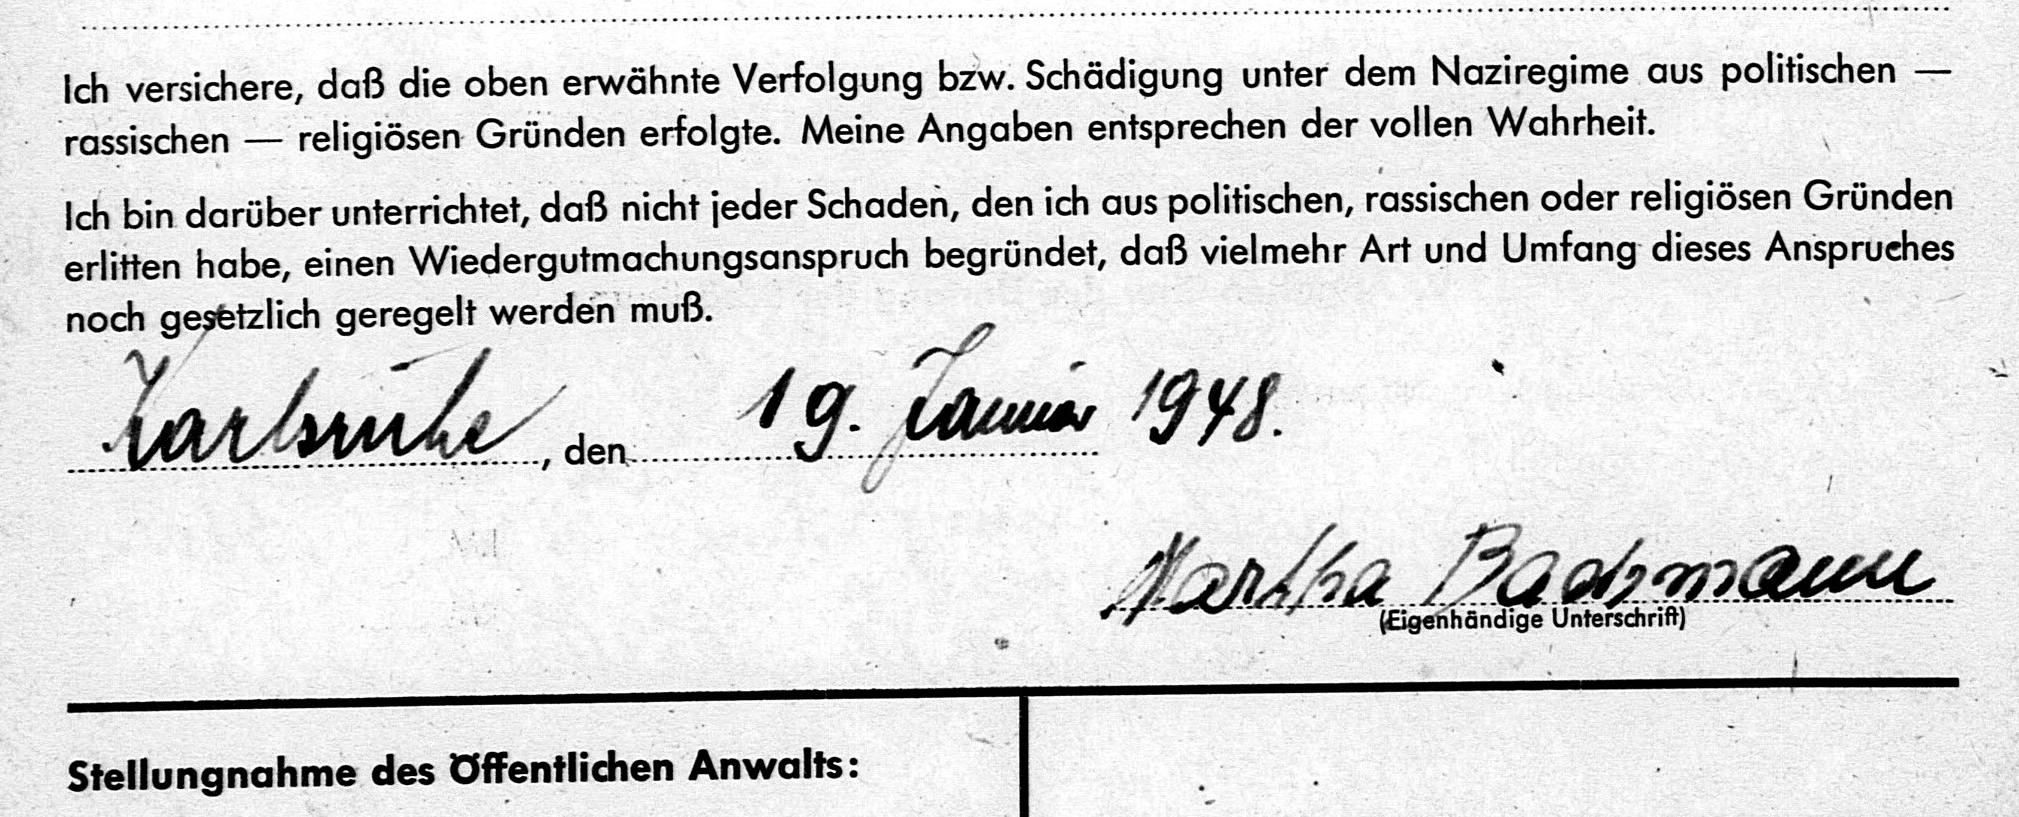 Ich versichere, daß die oben erwähnte Verfolgung bzw. Schädigung unter dem Naziregime aus politischen —
rassischen — religiösen Gründen erfolgte. Meine Angaben entsprechen der vollen Wahrheit.
Ich bin darüber unterrichtet, daß nicht jeder Schaden, den ich aus politischen, rassischen oder religiösen Gründen
erlitten habe, einen Wiedergutmachungsanspruch begründet, daß vielmehr Art und Umfang dieses Anspruches
noch gesetzlich geregelt werden muß.
Karlsruhe, den 19. Januar 1948.
Martha Bachmann
(Eigenhändige Unterschrift)
Stellungnahme des Öffentlichen Anwalts: